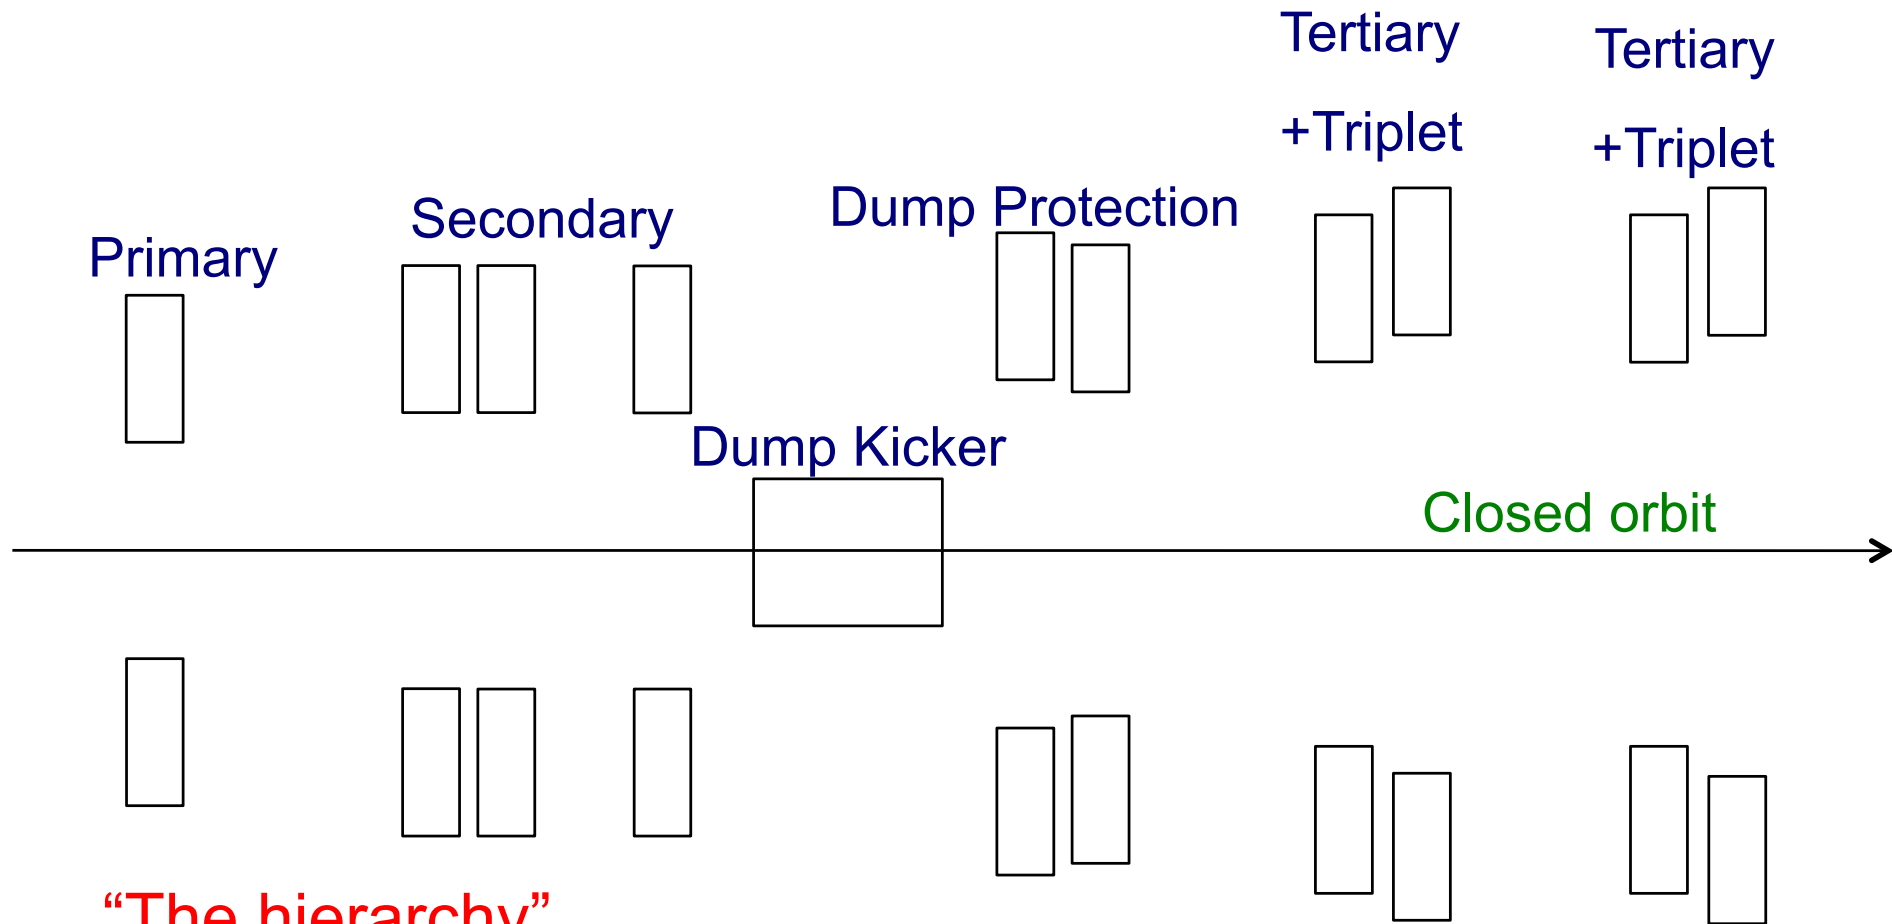 Tertiary
+Triplet
Tertiary
+Triplet
Dump Protection
Secondary
Primary
Dump Kicker
Closed orbit
“The hierarchy”